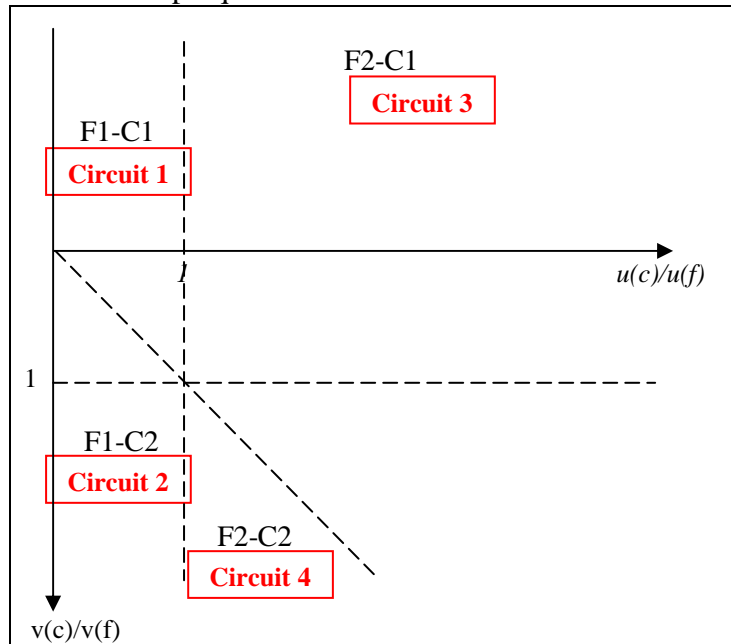 F2-C1
Circuit 3
F1-C1
Circuit 1
1
u(c)/u(f)
1
F1-C2
Circuit 2
F2-C2
Circuit 4
v(c)/v(f)